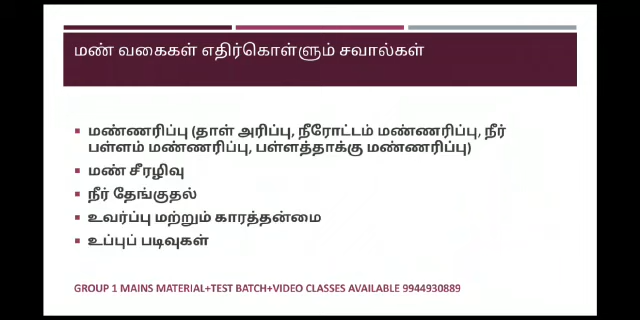 மண் வகைகள் எதிர்கொள்ளும் சவால்கள்
▪ மண்ணரிப்பு (தாள் அரிப்பு, நீரோட்டம் மண்ணரிப்பு, நீர்
பள்ளம் மண்ணரிப்பு, பள்ளத்தாக்கு மண்ணரிப்பு)
▪ மண் சீரழிவு
▪ நீர் தேங்குதல்
▪ உவர்ப்பு மற்றும் காரத்தன்மை
▪ உப்புப் படிவுகள்
GROUP 1 MAINS MATERIAL+TEST BATCH+VIDEO CLASSES AVAILABLE 9944930889